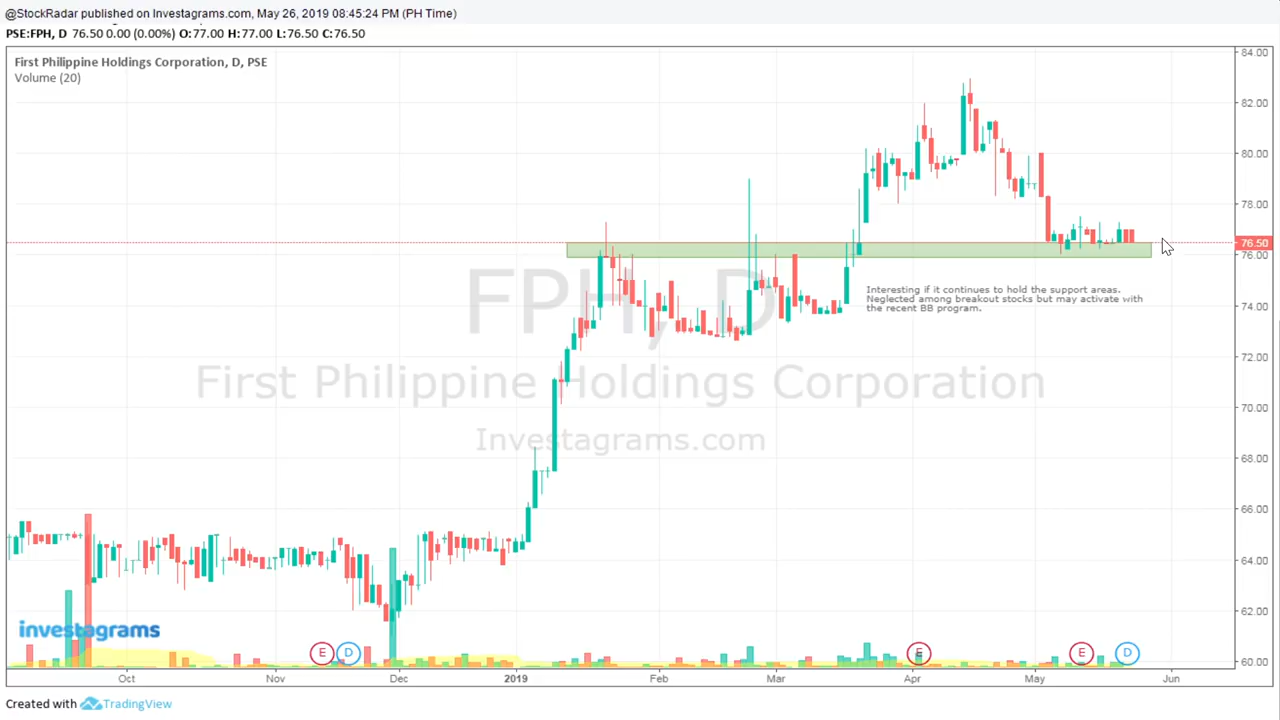 @StockRadar published on Investagrams.com, May 26, 2019 08:45:24 PM (PH Time)
PSE:FPH, D 76.50 0.00 (0.00%) O:77.00 H:77.00 L:76.50 C:76.50
First Philippine Holdings Corporation, D, PSE
Volume (20)
84.00
82.00
80.00
78.00
76.50
76.00
74.00
72.00
70.00
68.00
66.00
64.00
62.00
60.00
Interesting if it continues to hold the support areas.
Neglected among breakout stocks but may activate with
the recent BB program.
FPH, D
First Philippine Holdings Corporation
Investagrams.com
investagrams
E D E E D
Oct Nov Dec 2019 Feb Mar Apr May Jun
Created with TradingView